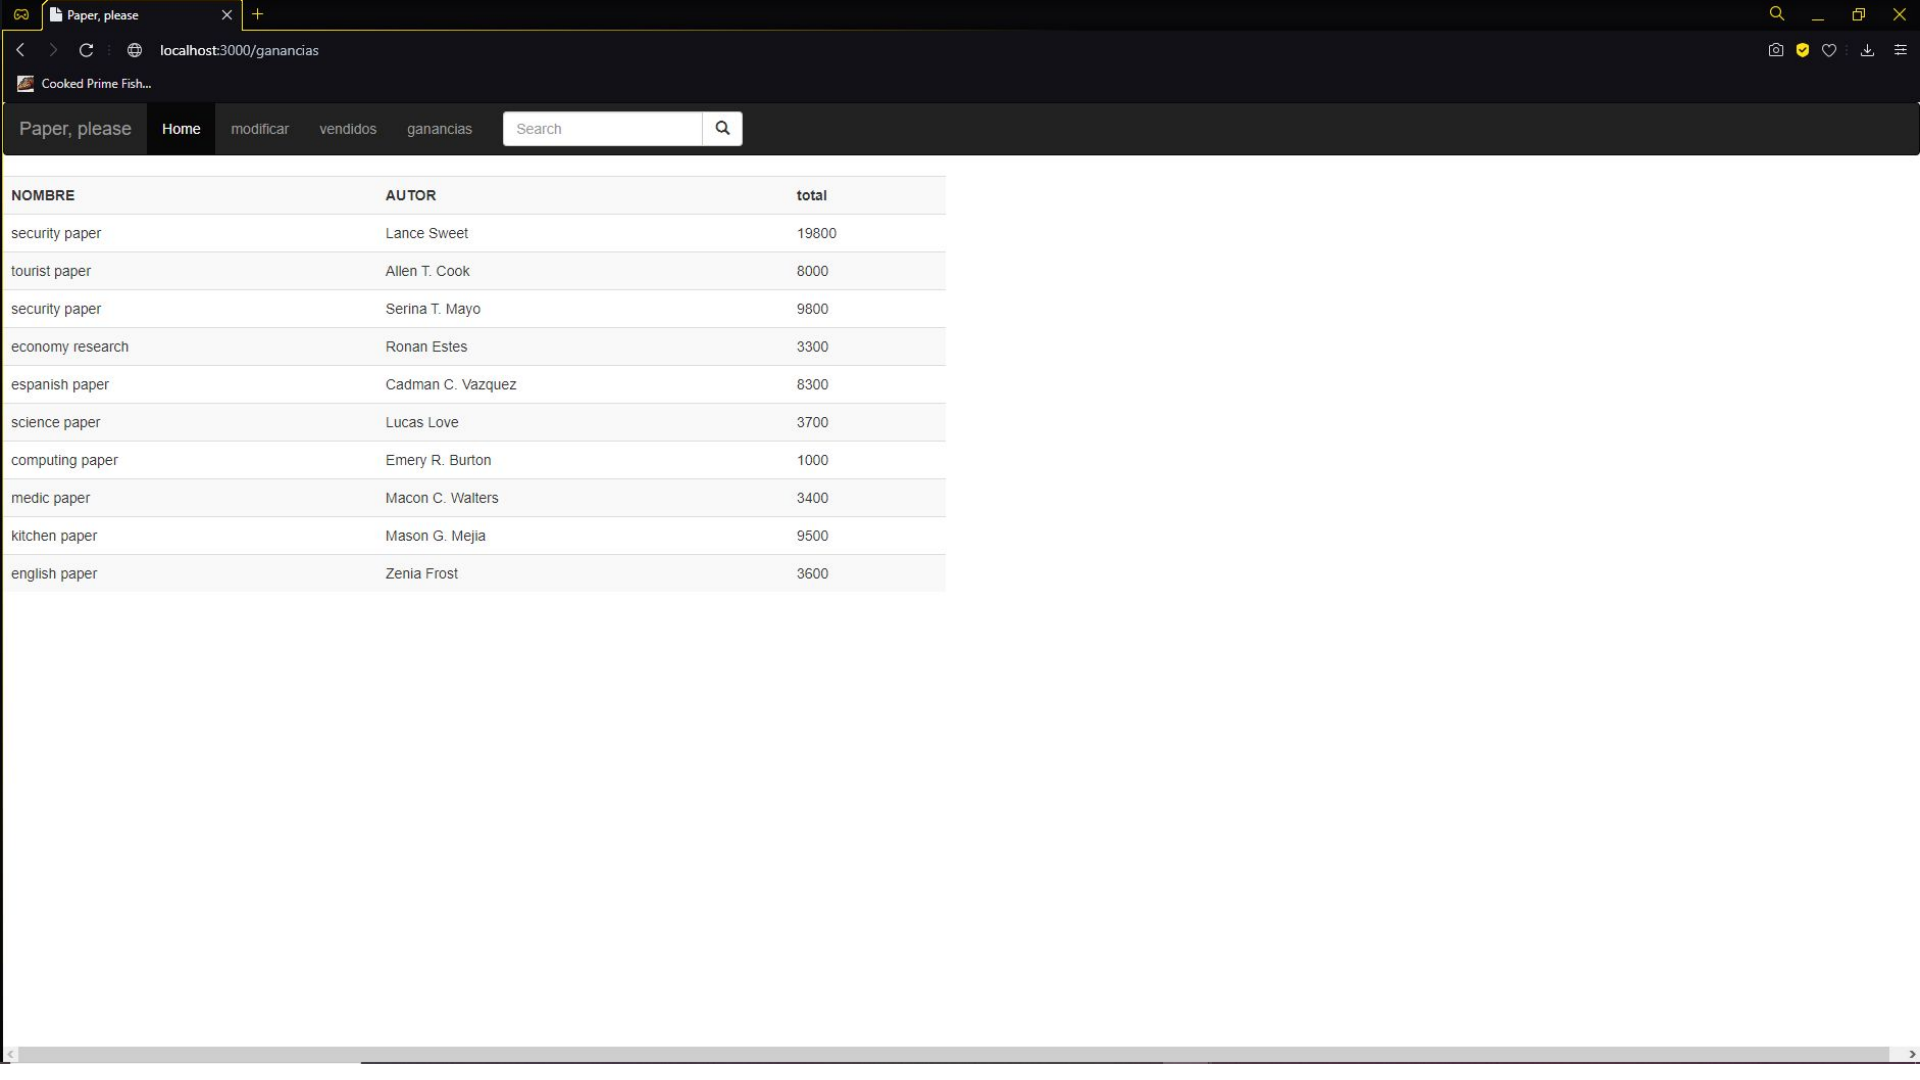 Paper, please
localhost:3000/ganancias
Cooked Prime Fish...
Paper, please Home modificar vendidos ganancias Search
NOMBRE AUTOR total
security paper Lance Sweet 19800
tourist paper Allen T. Cook 8000
security paper Serina T. Mayo 9800
economy research Ronan Estes 3300
espanish paper Cadman C. Vazquez 8300
science paper Lucas Love 3700
computing paper Emery R. Burton 1000
medic paper Macon C. Walters 3400
kitchen paper Mason G. Mejia 9500
english paper Zenia Frost 3600